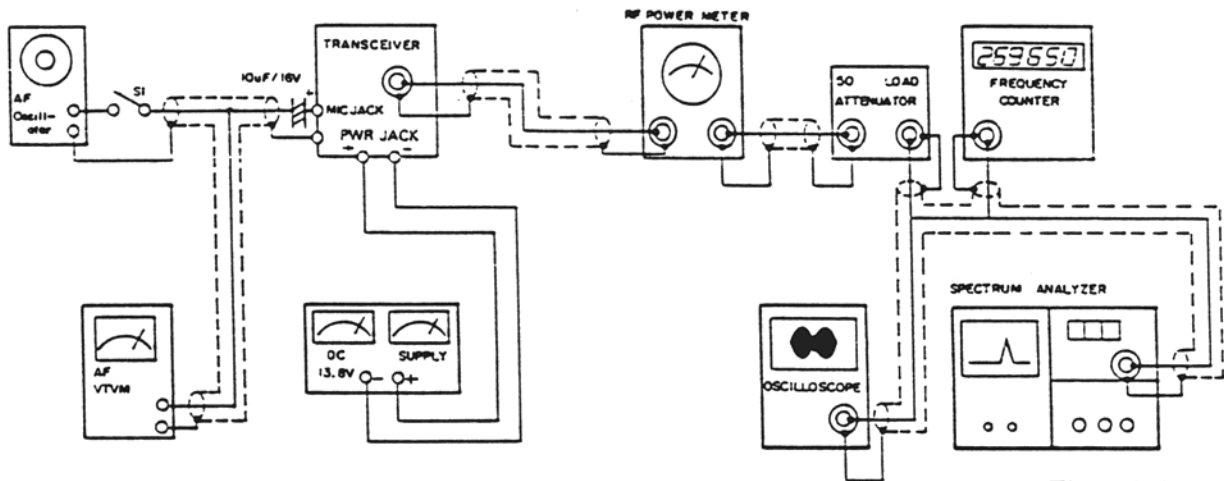 RF POWER METER
TRANSCEIVER
10uF/16V
+
S1
AF
Oscill-
ator
MIC JACK
PWR JACK
+ -
50 LOAD
ATTENUATOR
269650
FREQUENCY
COUNTER
AF
VTVM
DC SUPPLY
13.8V - +
OSCILLOSCOPE
SPECTRUM ANALYZER